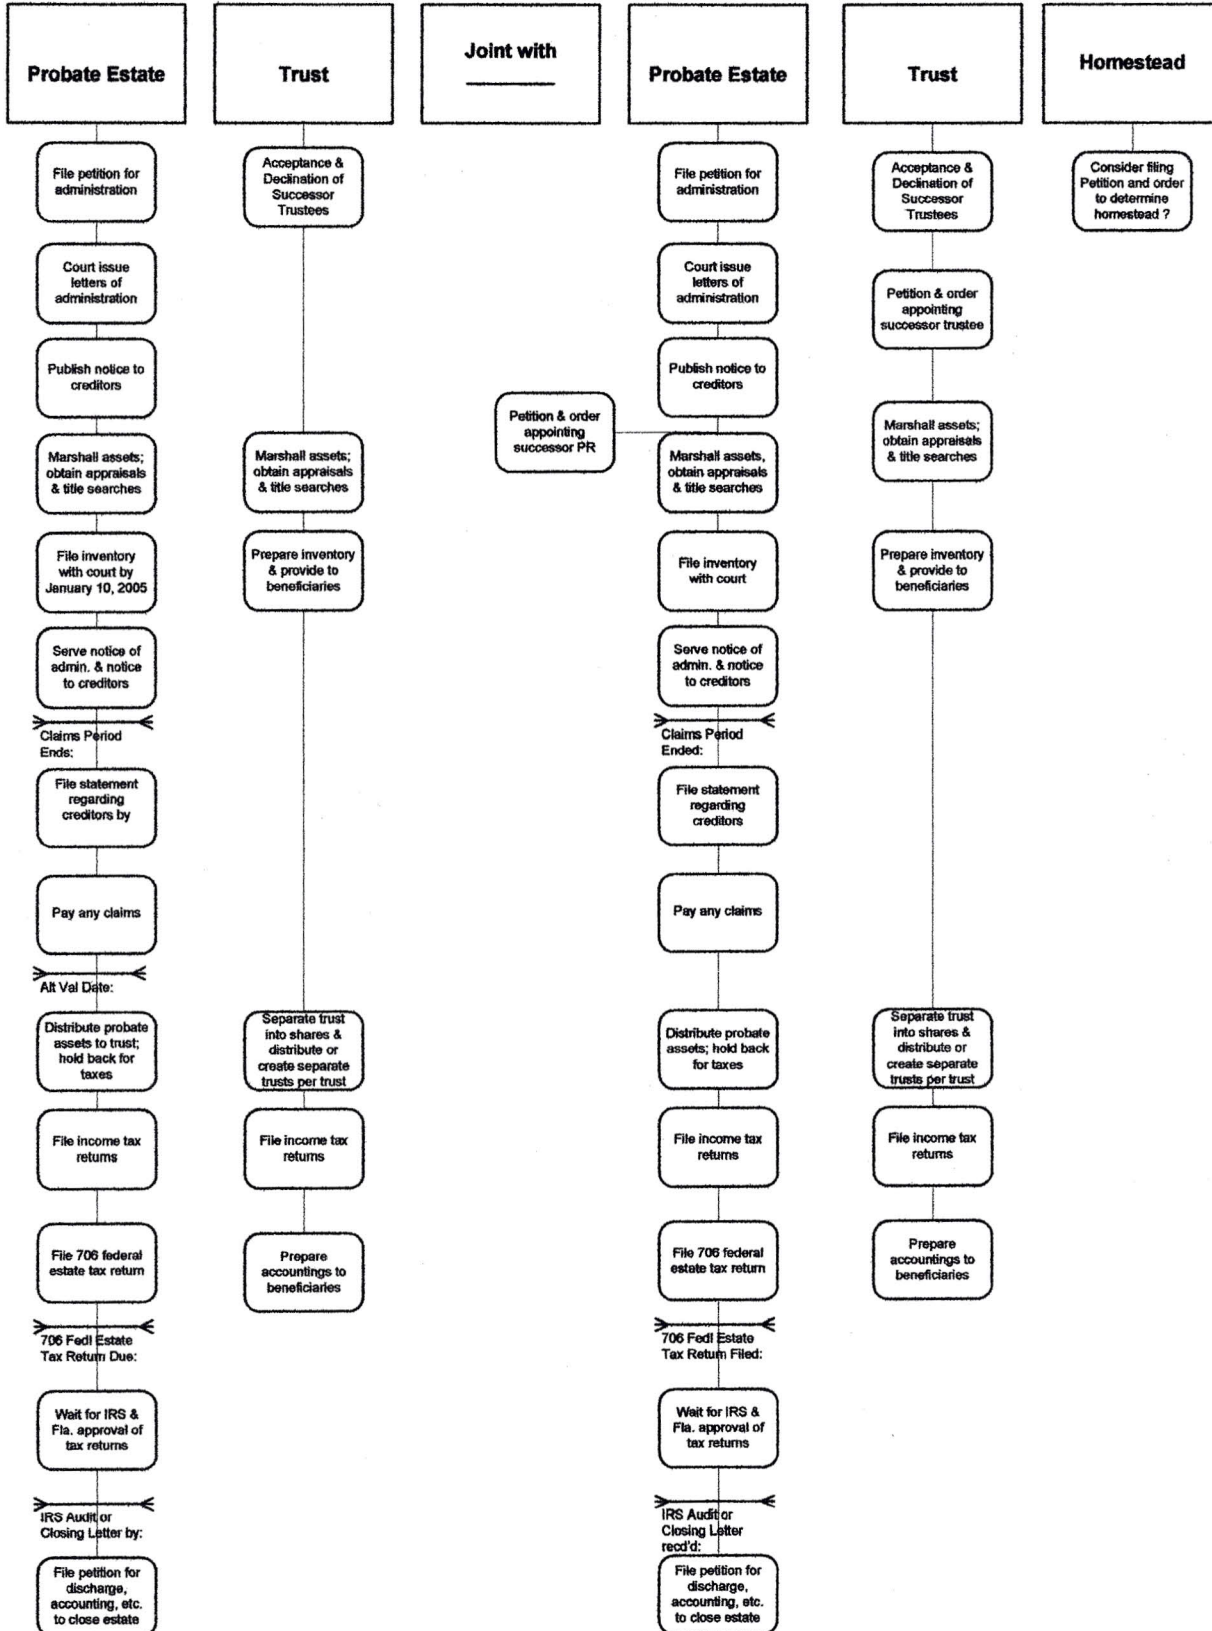 Probate Estate
File petition for
administration
Court issue
letters of
administration
Publish notice to
creditors
Marshall assets;
obtain appraisals
& title searches
File inventory
with court by
January 10, 2005
Serve notice of
admin. & notice
to creditors
Claims Period
Ends:
File statement
regarding
creditors by
Pay any claims
Alt Val Date:
Distribute probate
assets to trust;
hold back for
taxes
File income tax
returns
File 706 federal
estate tax return
706 Fedl Estate
Tax Return Due:
Wait for IRS &
Fla. approval of
tax returns
IRS Audit or
Closing Letter by:
File petition for
discharge,
accounting, etc.
to close estate
Trust
Acceptance &
Declination of
Successor
Trustees
Marshall assets;
obtain appraisals
& title searches
Prepare inventory
& provide to
beneficiaries
Separate trust
into shares &
distribute or
create separate
trusts per trust
File income tax
returns
Prepare
accountings to
beneficiaries
Joint with
Petition & order
appointing
successor PR
Probate Estate
File petition for
administration
Court issue
letters of
administration
Publish notice to
creditors
Marshall assets,
obtain appraisals
& title searches
File inventory
with court
Serve notice of
admin. & notice
to creditors
Claims Period
Ended:
File statement
regarding
creditors
Pay any claims
Distribute probate
assets; hold back
for taxes
File income tax
returns
File 706 federal
estate tax return
706 Fedl Estate
Tax Return Filed:
Wait for IRS &
Fla. approval of
tax returns
IRS Audit or
Closing Letter
recd'd:
File petition for
discharge,
accounting, etc.
to close estate
Trust
Acceptance &
Declination of
Successor
Trustees
Petition & order
appointing
successor trustee
Marshall assets;
obtain appraisals
& title searches
Prepare inventory
& provide to
beneficiaries
Separate trust
into shares &
distribute or
create separate
trusts per trust
File income tax
returns
Prepare
accountings to
beneficiaries
Homestead
Consider filing
Petition and order
to determine
homestead ?